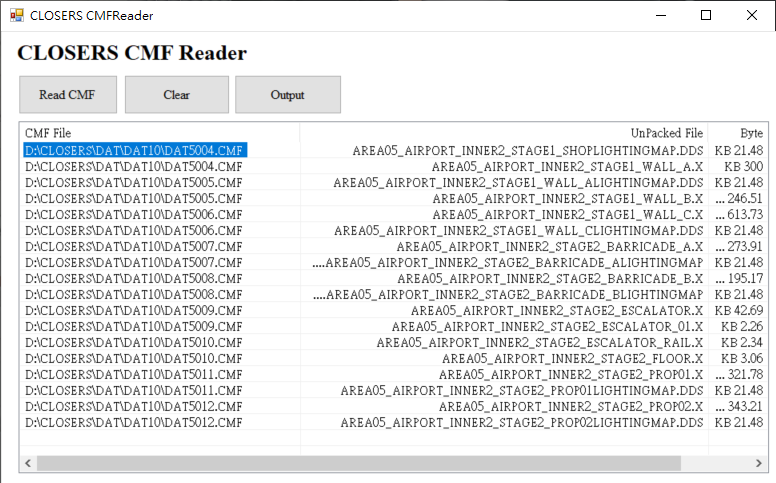 CLOSERS CMFReader
CLOSERS CMF Reader
Read CMF Clear Output
CMF File UnPacked File Byte
D:\CLOSERS\DAT\DAT10\DAT5004.CMF AREA05_AIRPORT_INNER2_STAGE1_SHOPLIGHTINGMAP.DDS KB 21.48
D:\CLOSERS\DAT\DAT10\DAT5004.CMF AREA05_AIRPORT_INNER2_STAGE1_WALL_A.X KB 300
D:\CLOSERS\DAT\DAT10\DAT5005.CMF AREA05_AIRPORT_INNER2_STAGE1_WALL_ALIGHTINGMAP.DDS KB 21.48
D:\CLOSERS\DAT\DAT10\DAT5005.CMF AREA05_AIRPORT_INNER2_STAGE1_WALL_B.X ... 246.51
D:\CLOSERS\DAT\DAT10\DAT5006.CMF AREA05_AIRPORT_INNER2_STAGE1_WALL_C.X ... 613.73
D:\CLOSERS\DAT\DAT10\DAT5006.CMF AREA05_AIRPORT_INNER2_STAGE1_WALL_CLIGHTINGMAP.DDS KB 21.48
D:\CLOSERS\DAT\DAT10\DAT5007.CMF AREA05_AIRPORT_INNER2_STAGE2_BARRICADE_A.X ... 273.91
D:\CLOSERS\DAT\DAT10\DAT5007.CMF ....AREA05_AIRPORT_INNER2_STAGE2_BARRICADE_ALIGHTINGMAP KB 21.48
D:\CLOSERS\DAT\DAT10\DAT5008.CMF AREA05_AIRPORT_INNER2_STAGE2_BARRICADE_B.X ... 195.17
D:\CLOSERS\DAT\DAT10\DAT5008.CMF ....AREA05_AIRPORT_INNER2_STAGE2_BARRICADE_BLIGHTINGMAP KB 21.48
D:\CLOSERS\DAT\DAT10\DAT5009.CMF AREA05_AIRPORT_INNER2_STAGE2_ESCALATOR.X KB 42.69
D:\CLOSERS\DAT\DAT10\DAT5009.CMF AREA05_AIRPORT_INNER2_STAGE2_ESCALATOR_01.X KB 2.26
D:\CLOSERS\DAT\DAT10\DAT5010.CMF AREA05_AIRPORT_INNER2_STAGE2_ESCALATOR_RAIL.X KB 2.34
D:\CLOSERS\DAT\DAT10\DAT5010.CMF AREA05_AIRPORT_INNER2_STAGE2_FLOOR.X KB 3.06
D:\CLOSERS\DAT\DAT10\DAT5011.CMF AREA05_AIRPORT_INNER2_STAGE2_PROP01.X ... 321.78
D:\CLOSERS\DAT\DAT10\DAT5011.CMF AREA05_AIRPORT_INNER2_STAGE2_PROP01LIGHTINGMAP.DDS KB 21.48
D:\CLOSERS\DAT\DAT10\DAT5012.CMF AREA05_AIRPORT_INNER2_STAGE2_PROP02.X ... 343.21
D:\CLOSERS\DAT\DAT10\DAT5012.CMF AREA05_AIRPORT_INNER2_STAGE2_PROP02LIGHTINGMAP.DDS KB 21.48